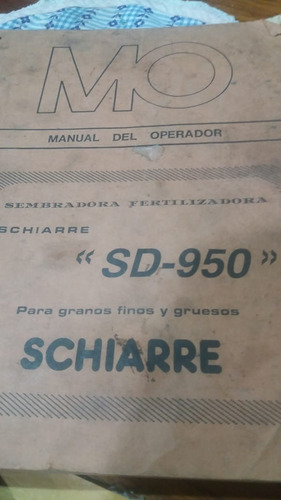 MO
MANUAL DEL OPERADOR
SEMBRADORA FERTILIZADORA
SCHIARRE
“ SD-950 ”
Para granos finos y gruesos
SCHIARRE